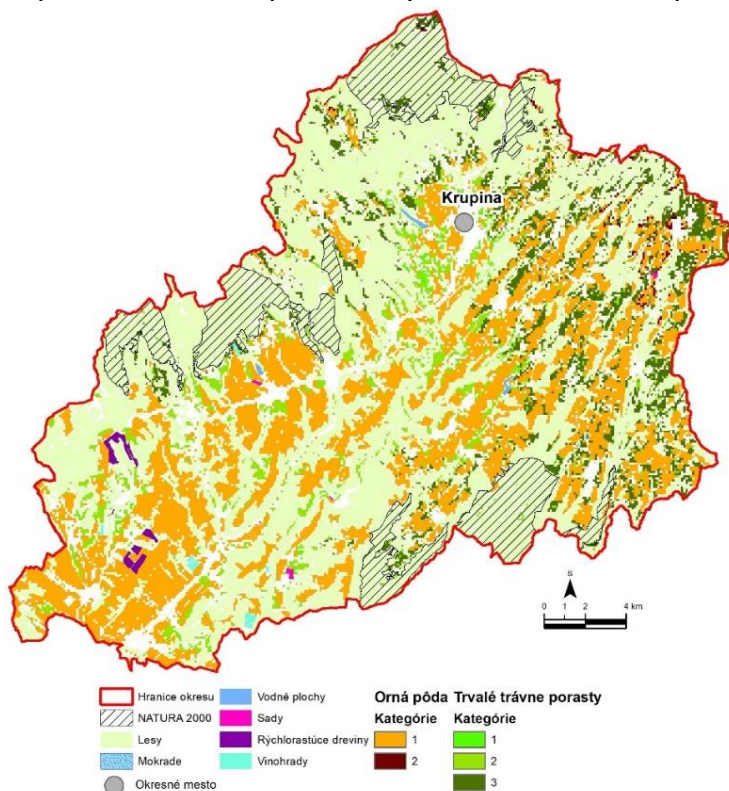 Krupina
S
0 1 2 4 km
Hranice okresu
NATURA 2000
Lesy
Mokrade
Okresné mesto
Vodné plochy
Sady
Rýchlorastúce dreviny
Vinohrady
Orná pôda
Kategórie
1
2
Trvalé trávne porasty
Kategórie
1
2
3